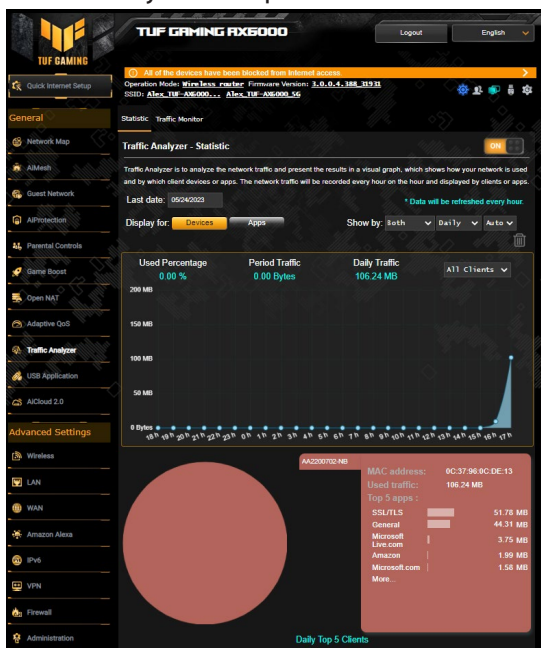 TUF GAMING AX6000
Logout
English
TUF GAMING
Quick Internet Setup
All of the devices have been blocked from Internet access.
Operation Mode: Wireless router Firmware Version: 3.0.0.4.388_31931
SSID: Alex_TUF-AX6000... Alex_TUF-AX6000_5G
General
Network Map
AiMesh
Guest Network
AiProtection
Parental Controls
Game Boost
Open NAT
Adaptive QoS
Traffic Analyzer
USB Application
AiCloud 2.0
Advanced Settings
Wireless
LAN
WAN
Amazon Alexa
IPv6
VPN
Firewall
Administration
Statistic Traffic Monitor
Traffic Analyzer - Statistic
ON
Traffic Analyzer is to analyze the network traffic and present the results in a visual graph, which shows how your network is used
and by which client devices or apps. The network traffic will be recorded every hour on the hour and displayed by clients or apps.
Last date: 05/24/2023
* Data will be refreshed every hour.
Display for: Devices Apps
Show by: Both Daily Auto
Used Percentage Period Traffic Daily Traffic
0.00 % 0.00 Bytes 106.24 MB
All Clients
200 MB
150 MB
100 MB
50 MB
0 Bytes
18 h 19 h 20 h 21 h 22 h 23 h 0 h 1 h 2 h 3 h 4 h 5 h 6 h 7 h 8 h 9 h 10 h 11 h 12 h 13 h 14 h 15 h 16 h 17 h
AA2200702-NB
MAC address: 0C:37:96:0C:DE:13
Used traffic: 106.24 MB
Top 5 apps :
SSL/TLS 51.78 MB
General 44.31 MB
Microsoft
Live.com 3.75 MB
Amazon 1.99 MB
Microsoft.com 1.58 MB
More...
Daily Top 5 Clients